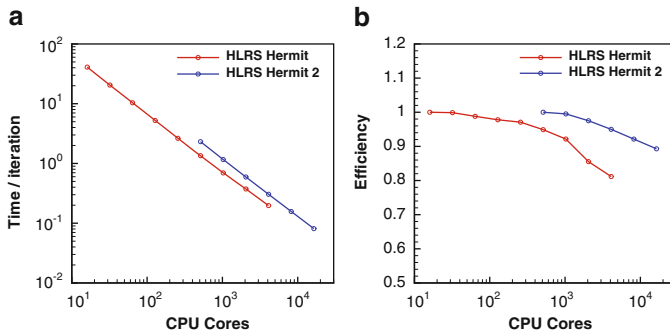 a
HLRS Hermit
HLRS Hermit 2
10²
10¹
10⁰
10⁻¹
10⁻²
Time / iteration
10¹ 10² 10³ 10⁴
CPU Cores
b
HLRS Hermit
HLRS Hermit 2
1.2
1.1
1
0.9
0.8
0.7
0.6
0.5
Efficiency
10¹ 10² 10³ 10⁴
CPU Cores